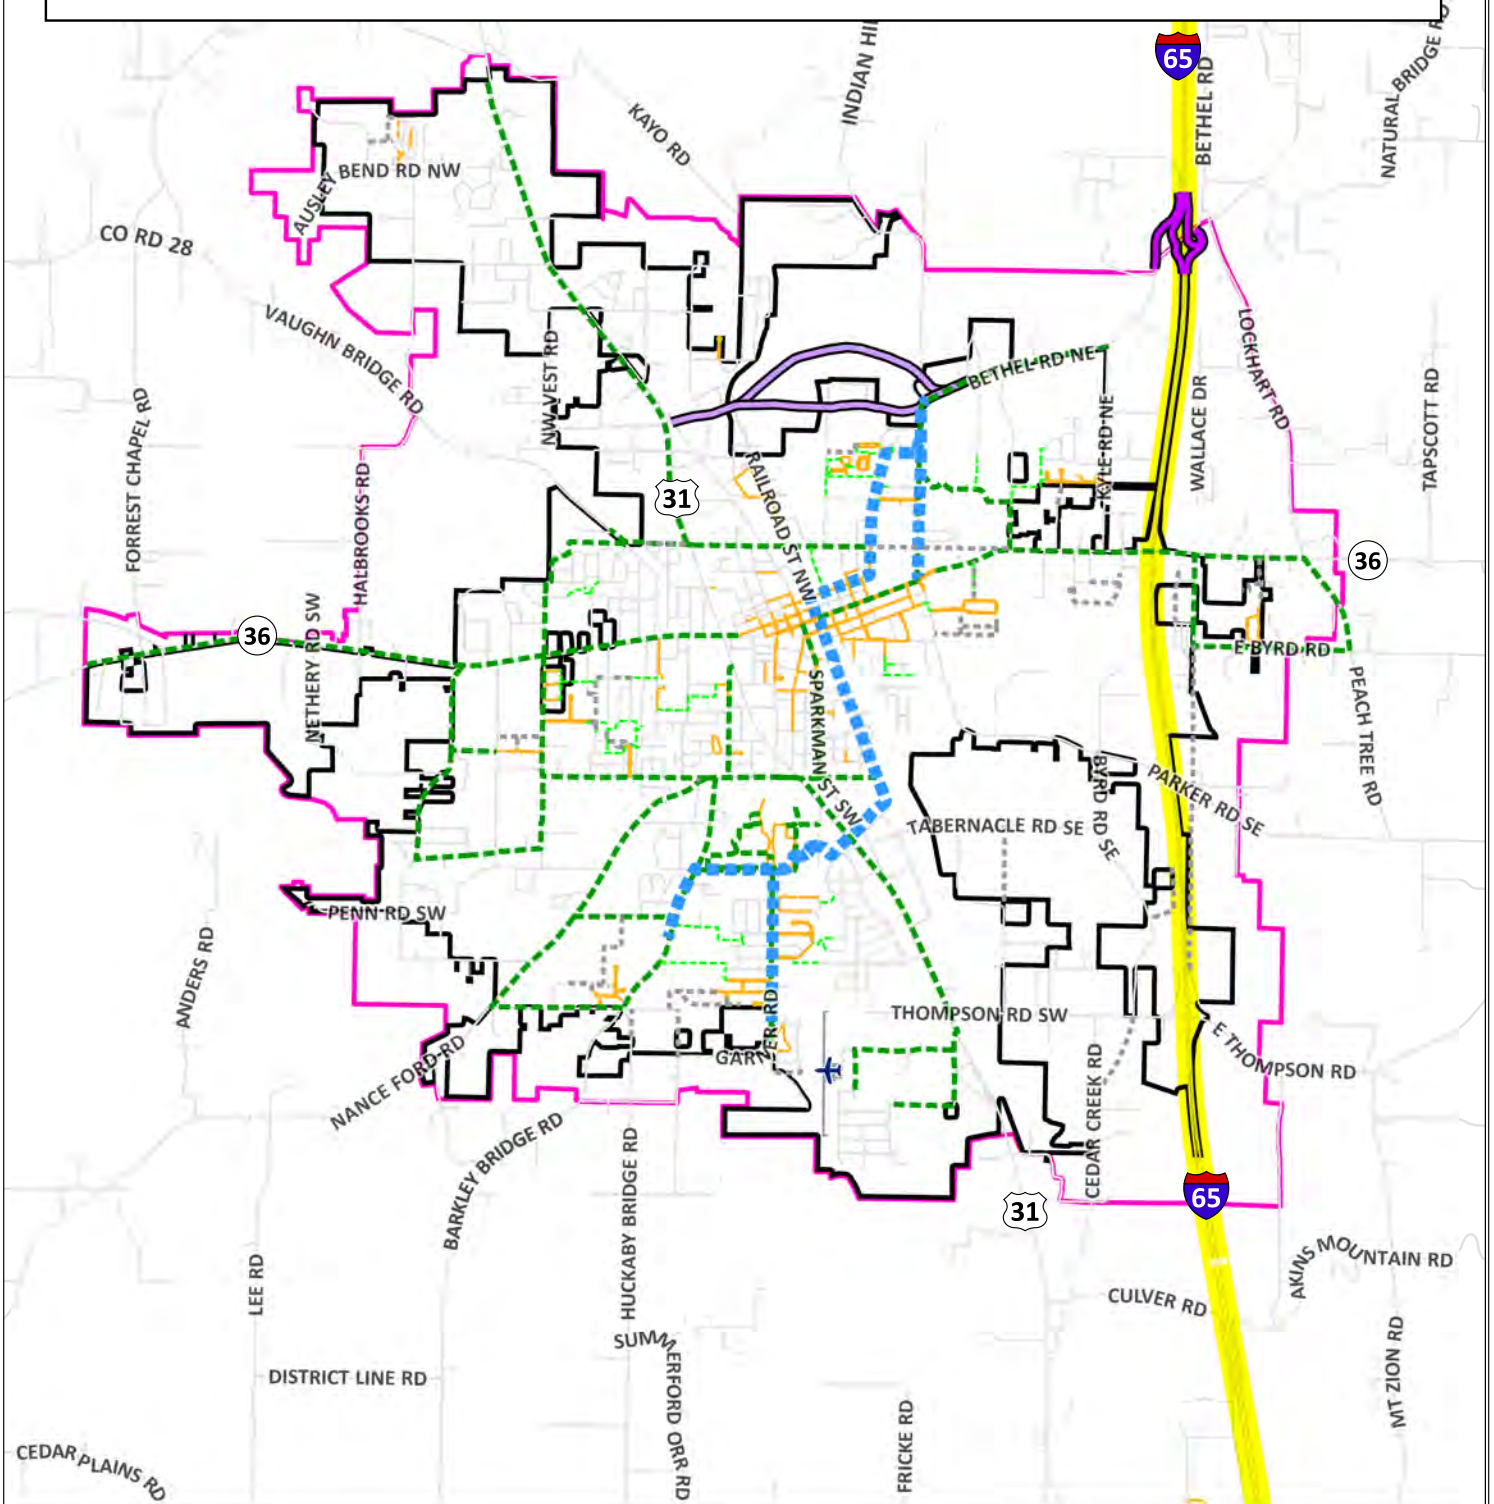 65
BETHEL RD
NATURAL BRIDGE RD
INDIAN HI
KAYO RD
BEND RD NW
AUSLEY
CO RD 28
VAUGHN BRIDGE RD
NW VEST RD
LOCKHART RD
BETHEL RD NE
KYLE RD NE
WALLACE DR
TAPSCOTT RD
FORREST CHAPEL RD
HALBROOKS RD
31
RAILROAD ST NW
36
36
NETHERY RD SW
E BYRD RD
PEACH TREE RD
SPARKMAN ST SW
BYRD RD SE
PARKER RD SE
TABERNACLE RD SE
PENN RD SW
ANDERS RD
THOMPSON RD SW
E THOMPSON RD
GARNER RD
NANCE FORD RD
CEDAR CREEK RD
BARKLEY BRIDGE RD
HUCKABY BRIDGE RD
31
65
AKINS MOUNTAIN RD
LEE RD
CULVER RD
SUMMERFORD ORR RD
MT ZION RD
DISTRICT LINE RD
FRICKE RD
CEDAR PLAINS RD